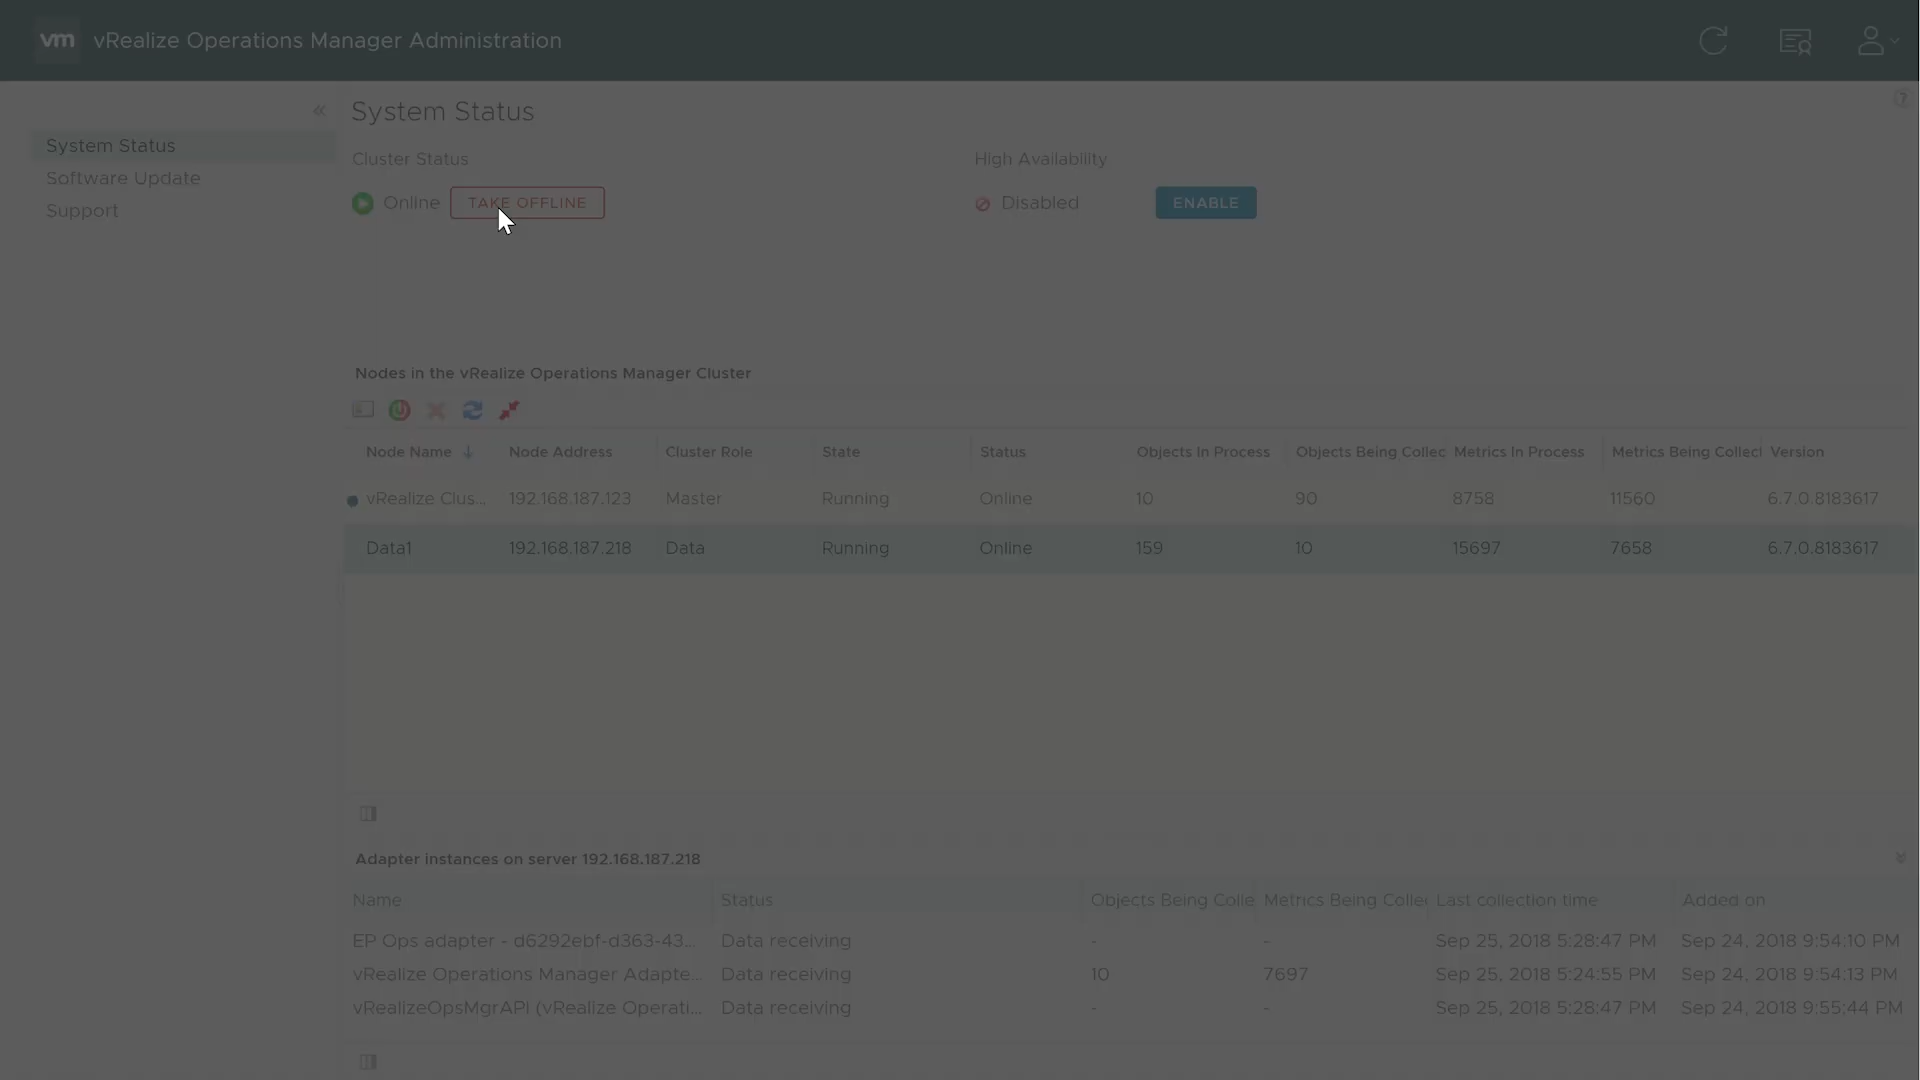 vm vRealize Operations Manager Administration
System Status
?
System Status
Software Update
Support
Cluster Status High Availability
Online TAKE OFFLINE Disabled ENABLE
Nodes in the vRealize Operations Manager Cluster
Node Name Node Address Cluster Role State Status Objects In Process Objects Being Collec Metrics In Process Metrics Being Collect Version
vRealize Clus... 192.168.187.123 Master Running Online 10 90 8758 11560 6.7.0.8183617
Data1 192.168.187.218 Data Running Online 159 10 15697 7658 6.7.0.8183617
Adapter instances on server 192.168.187.218
Name Status Objects Being Colle Metrics Being Collec Last collection time Added on
EP Ops adapter - d6292ebf-d363-43... Data receiving - - Sep 25, 2018 5:28:47 PM Sep 24, 2018 9:54:10 PM
vRealize Operations Manager Adapte... Data receiving 10 7697 Sep 25, 2018 5:24:55 PM Sep 24, 2018 9:54:13 PM
vRealizeOpsMgrAPI (vRealize Operati... Data receiving - - Sep 25, 2018 5:28:47 PM Sep 24, 2018 9:55:44 PM